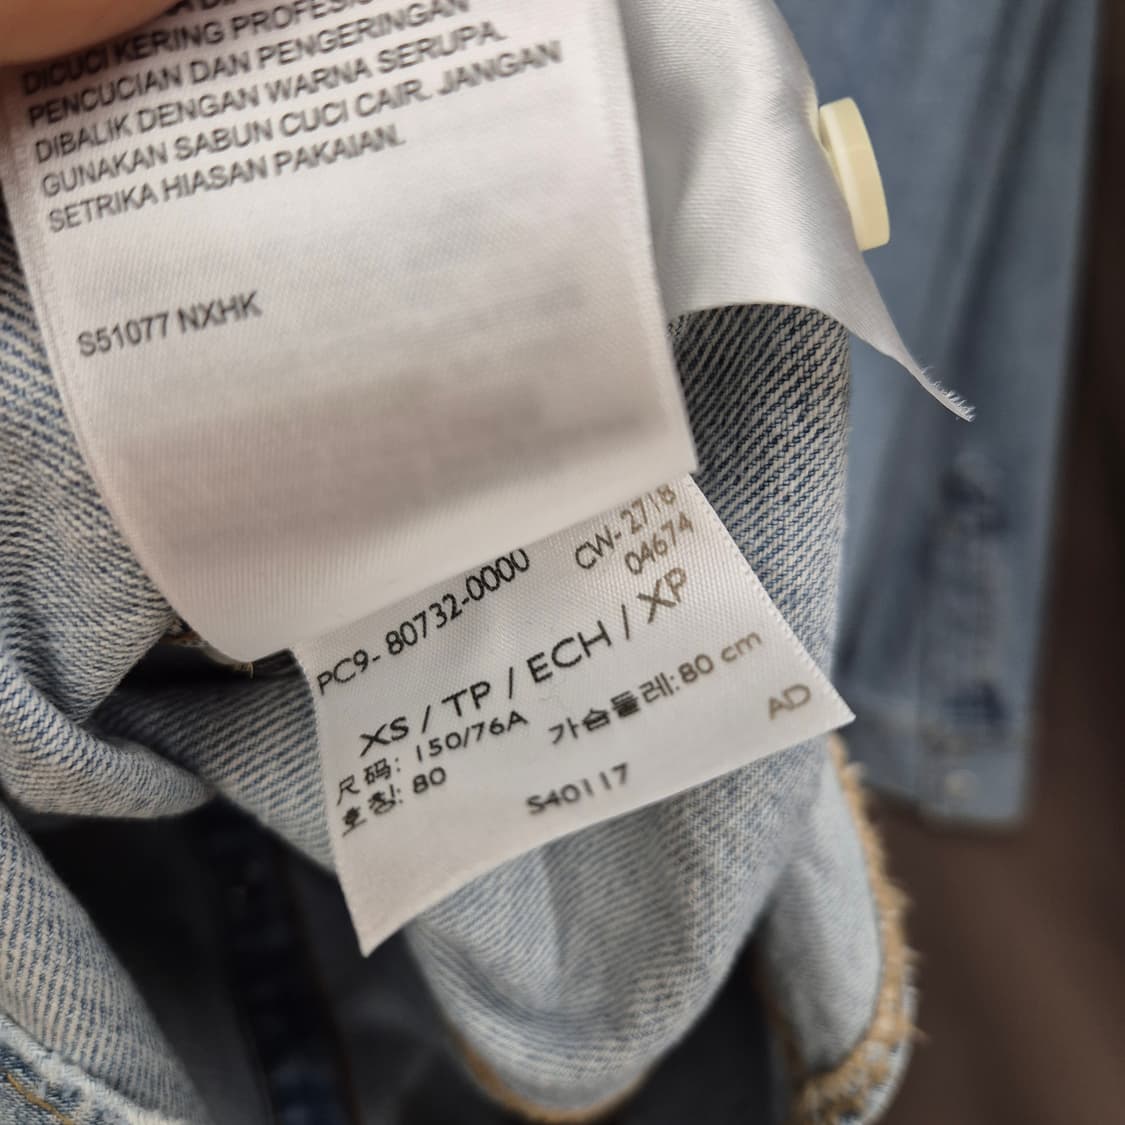 DICUCI KERING PROFESIO
PENCUCIAN DAN PENGERINGAN
DIBALIK DENGAN WARNA SERUPA.
GUNAKAN SABUN CUCI CAIR. JANGAN
SETRIKA HIASAN PAKAIAN.
S51077 NXHK
PC9- 80732-0000
CW-2718
04674
XS / TP / ECH / XP
尺码: 150/76A
가슴둘레:80 cm
호칭: 80
AD
S40117